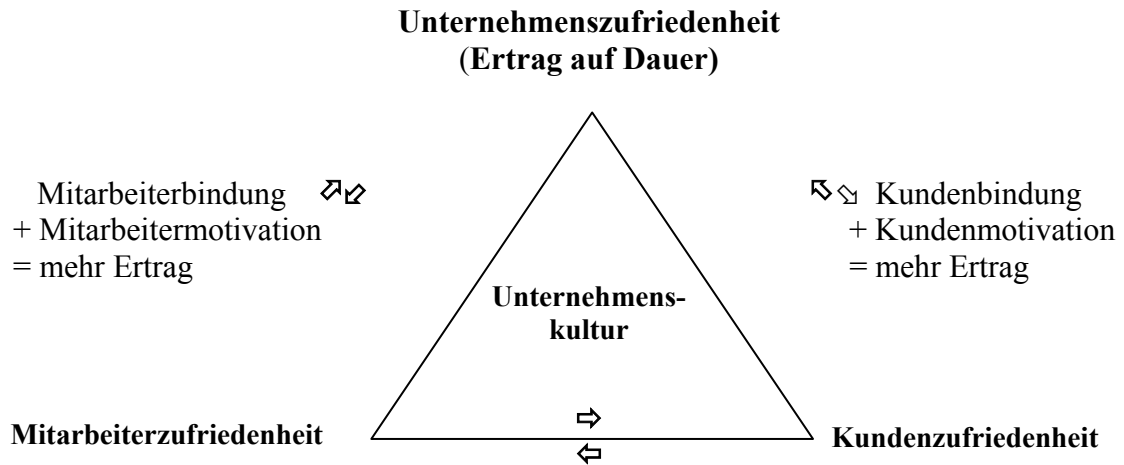 Unternehmenszufriedenheit
(Ertrag auf Dauer)
Mitarbeiterbindung
+ Mitarbeitermotivation
= mehr Ertrag
Kundenbindung
+ Kundenmotivation
= mehr Ertrag
Unternehmens-
kultur
Mitarbeiterzufriedenheit
Kundenzufriedenheit